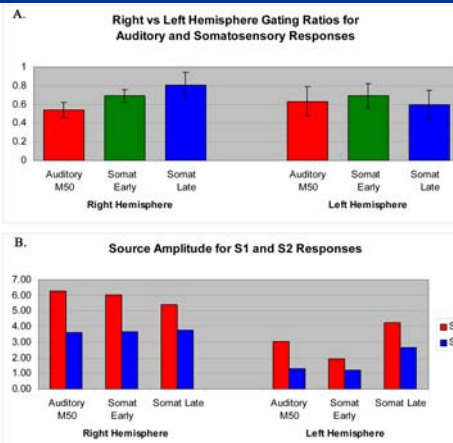 A.
Right vs Left Hemisphere Gating Ratios for
Auditory and Somatosensory Responses
1
0.8
0.6
0.4
0.2
0
Auditory M50 Somat Early Somat Late Auditory M50 Somat Early Somat Late
Right Hemisphere Left Hemisphere
B.
Source Amplitude for S1 and S2 Responses
7.00
6.00
5.00
4.00
3.00
2.00
1.00
0.00
S
S
Auditory M50 Somat Early Somat Late Auditory M50 Somat Early Somat Late
Right Hemisphere Left Hemisphere